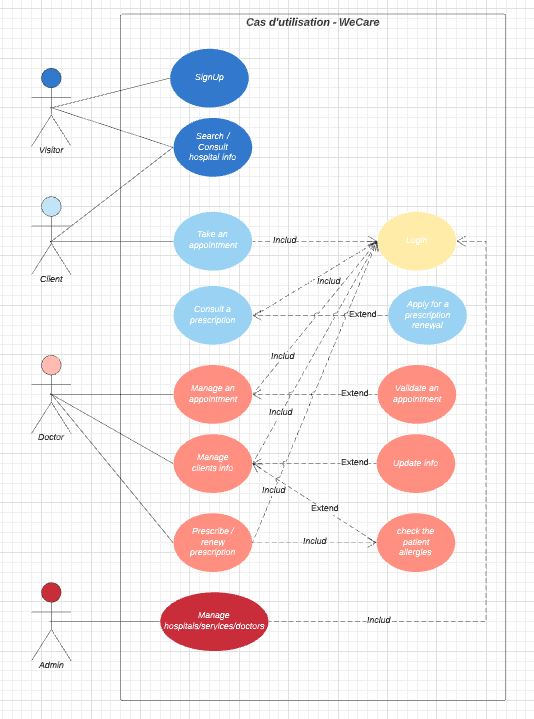 Cas d'utilisation - WeCare
SignUp
Visitor
Search /
Consult
hospital info
Client
Take an
appointment
Includ
Login
Includ
Consult a
prescription
Extend
Apply for a
prescription
renewal
Includ
Doctor
Manage an
appointment
Extend
Validate an
appointment
Includ
Manage
clients info
Extend
Update info
Includ
Extend
Prescribe /
renew
prescription
Includ
check the
patient
allergies
Admin
Manage
hospitals/services/doctors
Includ